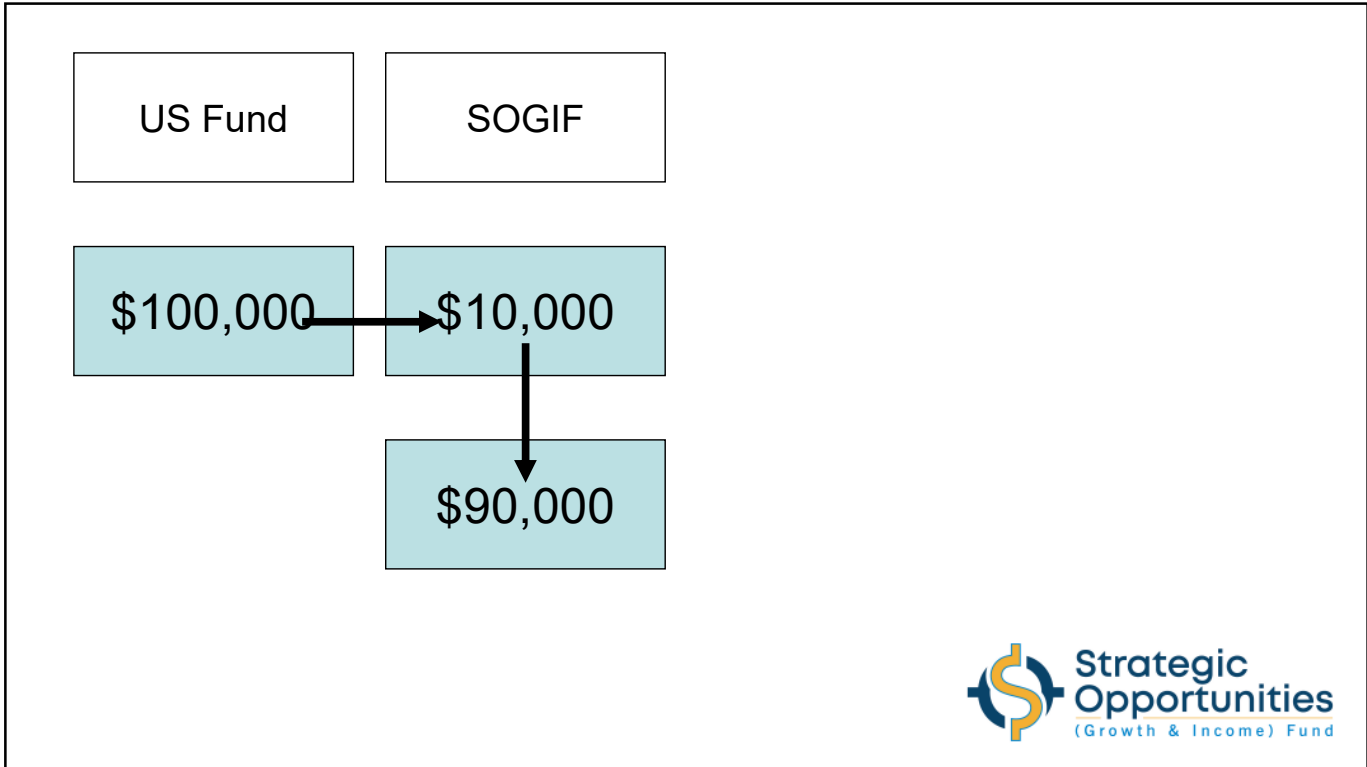 US Fund
SOGIF
$100,000
$10,000
$90,000
Strategic
Opportunities
(Growth & Income) Fund